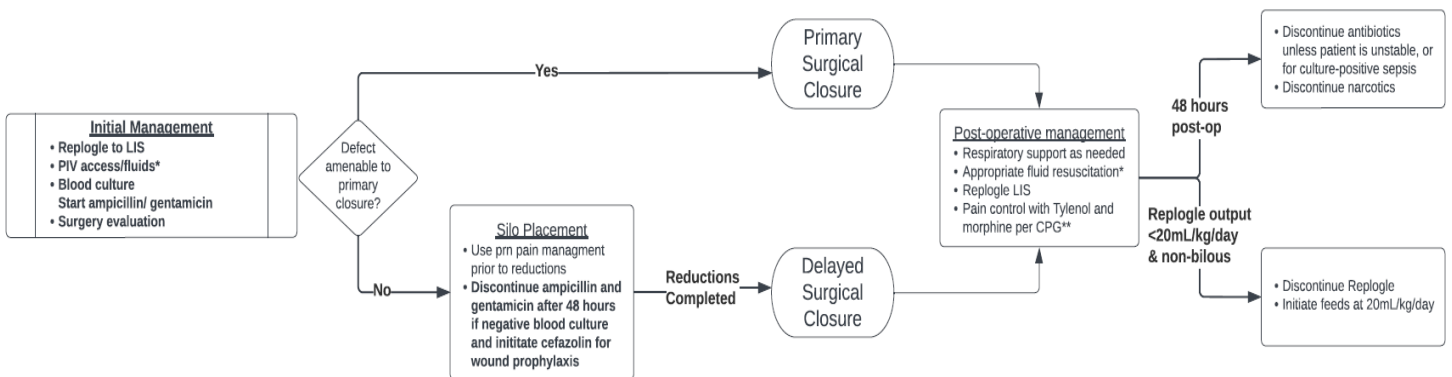 Initial Management
• Replogle to LIS
• PIV access/fluids*
• Blood culture
Start ampicillin/ gentamicin
• Surgery evaluation
Defect
amenable to
primary
closure?
Yes
No
Silo Placement
• Use prn pain managment
prior to reductions
• Discontinue ampicillin and
gentamicin after 48 hours
if negative blood culture
and inititate cefazolin for
wound prophylaxis
Reductions
Completed
Primary
Surgical
Closure
Delayed
Surgical
Closure
Post-operative management
• Respiratory support as needed
• Appropriate fluid resuscitation*
• Replogle LIS
• Pain control with Tylenol and
morphine per CPG**
48 hours
post-op
• Discontinue antibiotics
unless patient is unstable, or
for culture-positive sepsis
• Discontinue narcotics
Replogle output
<20mL/kg/day
& non-bilous
• Discontinue Replogle
• Initiate feeds at 20mL/kg/day